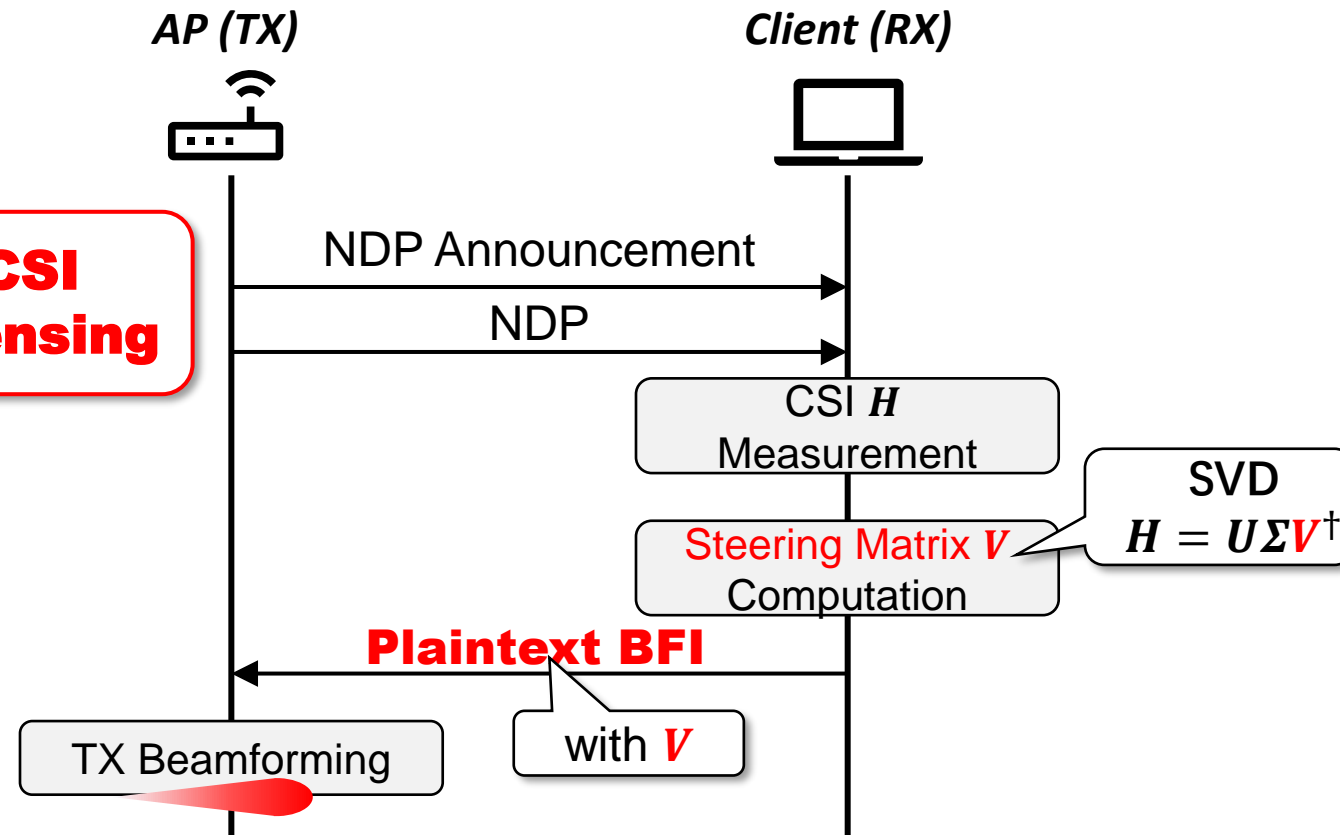 AP (TX)
Client (RX)
NDP Announcement
CSI
ensing
NDP
CSI H
Measurement
SVD
H = UΣV†
Steering Matrix V
Computation
Plaintext BFI
with V
TX Beamforming